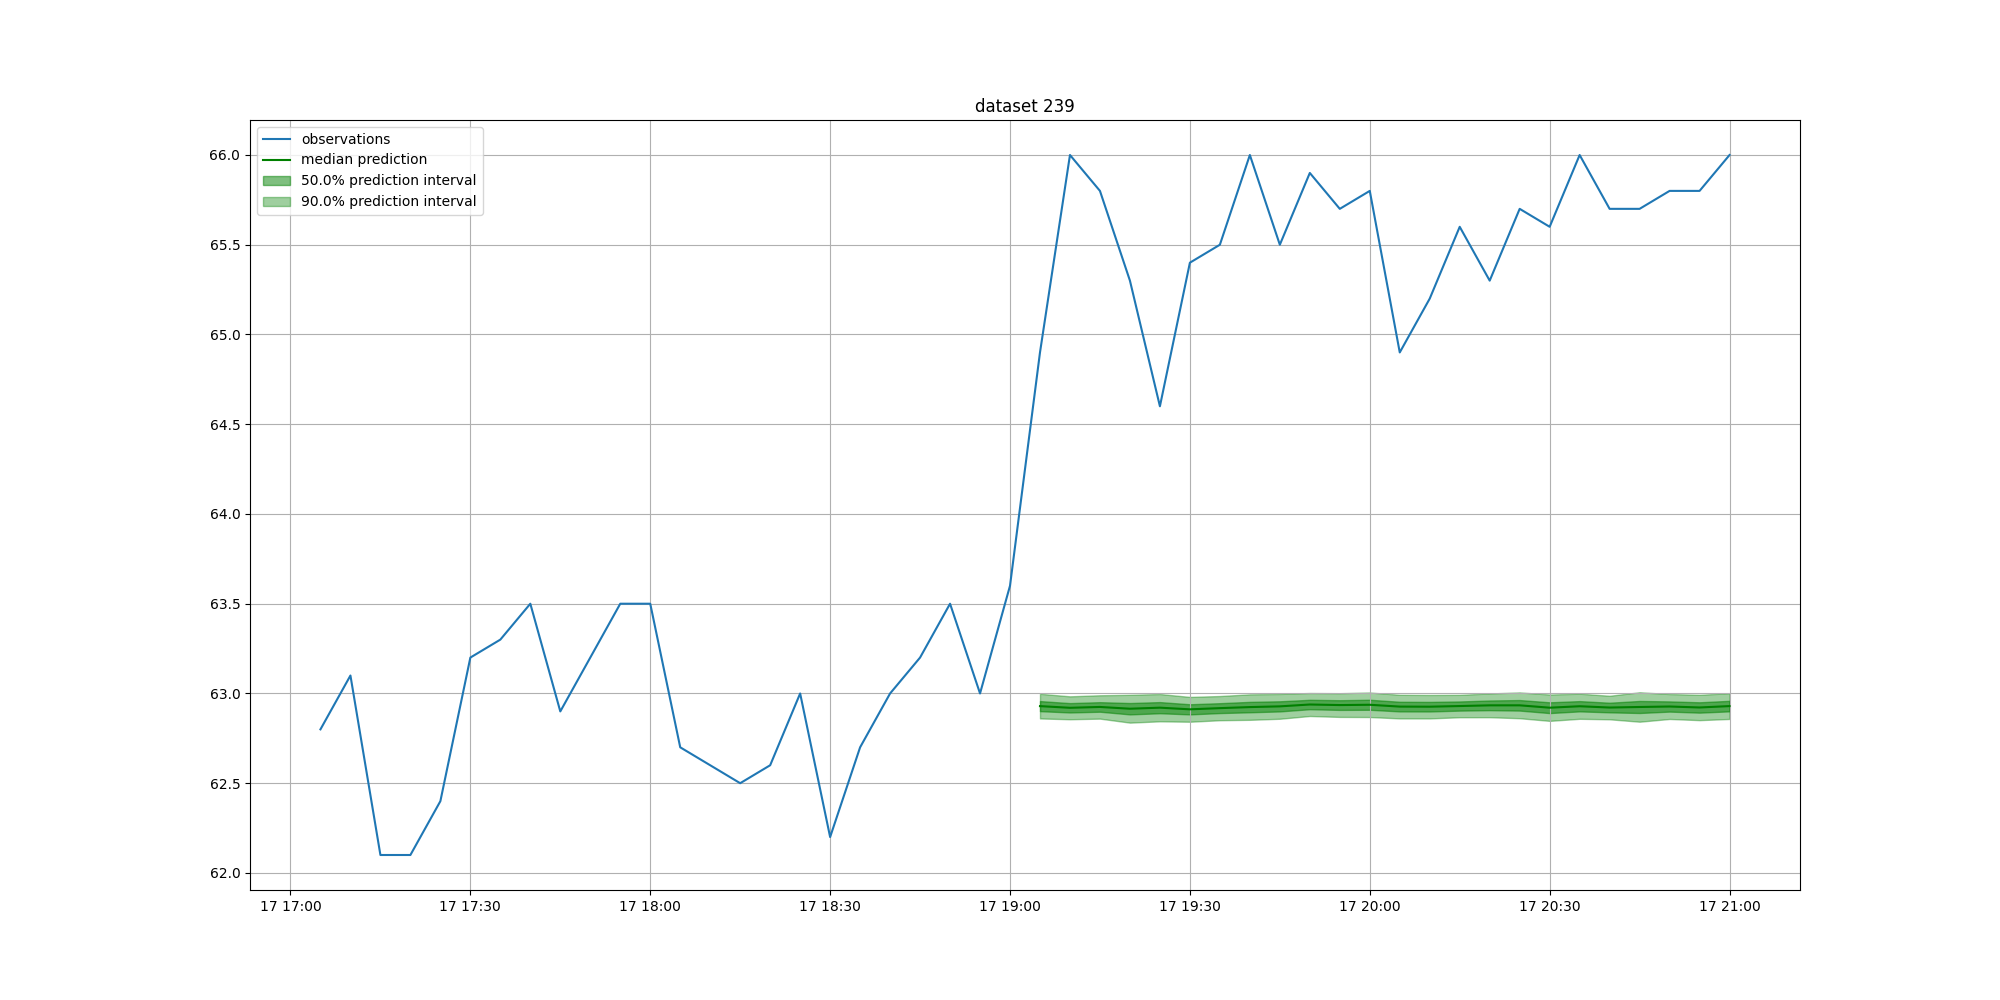 dataset 239
observations
median prediction
50.0% prediction interval
90.0% prediction interval
66.0
65.5
65.0
64.5
64.0
63.5
63.0
62.5
62.0
17 17:00 17 17:30 17 18:00 17 18:30 17 19:00 17 19:30 17 20:00 17 20:30 17 21:00